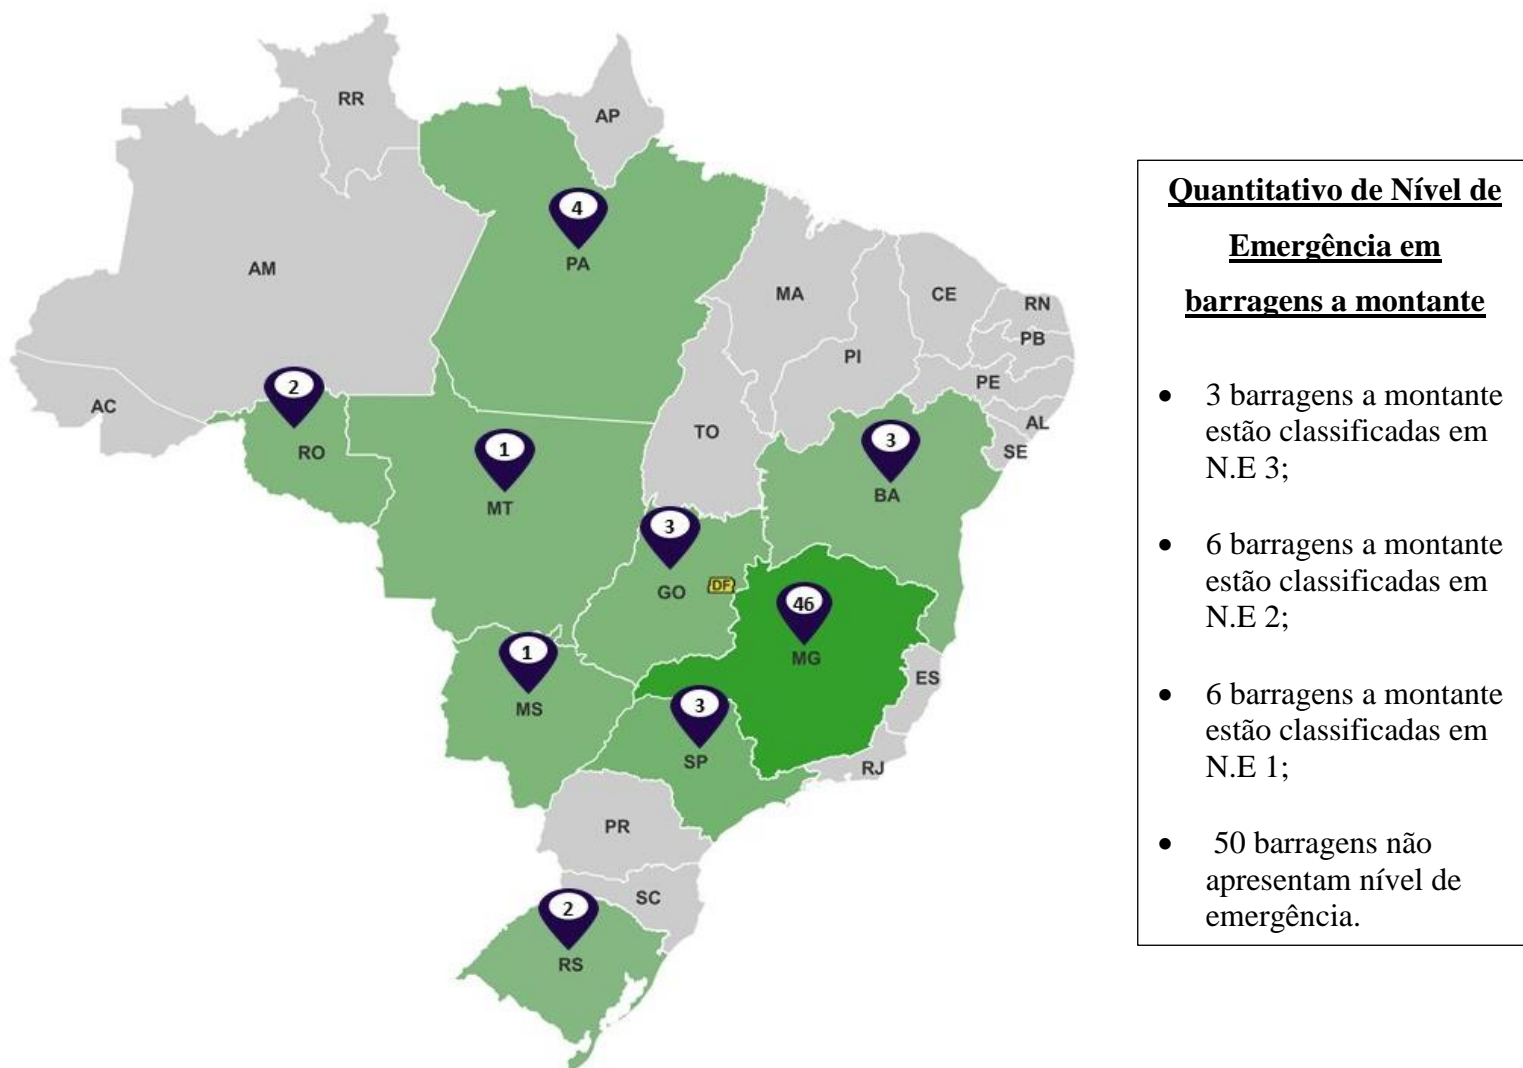 RR
AP
4
PA
AM
MA
CE
RN
PB
PI
PE
AL
SE
2
AC
RO
1
MT
TO
3
BA
3
GO
DF
46
MG
1
MS
ES
3
SP
RJ
PR
SC
2
RS
Quantitativo de Nível de
Emergência em
barragens a montante
• 3 barragens a montante
estão classificadas em
N.E 3;
• 6 barragens a montante
estão classificadas em
N.E 2;
• 6 barragens a montante
estão classificadas em
N.E 1;
• 50 barragens não
apresentam nível de
emergência.